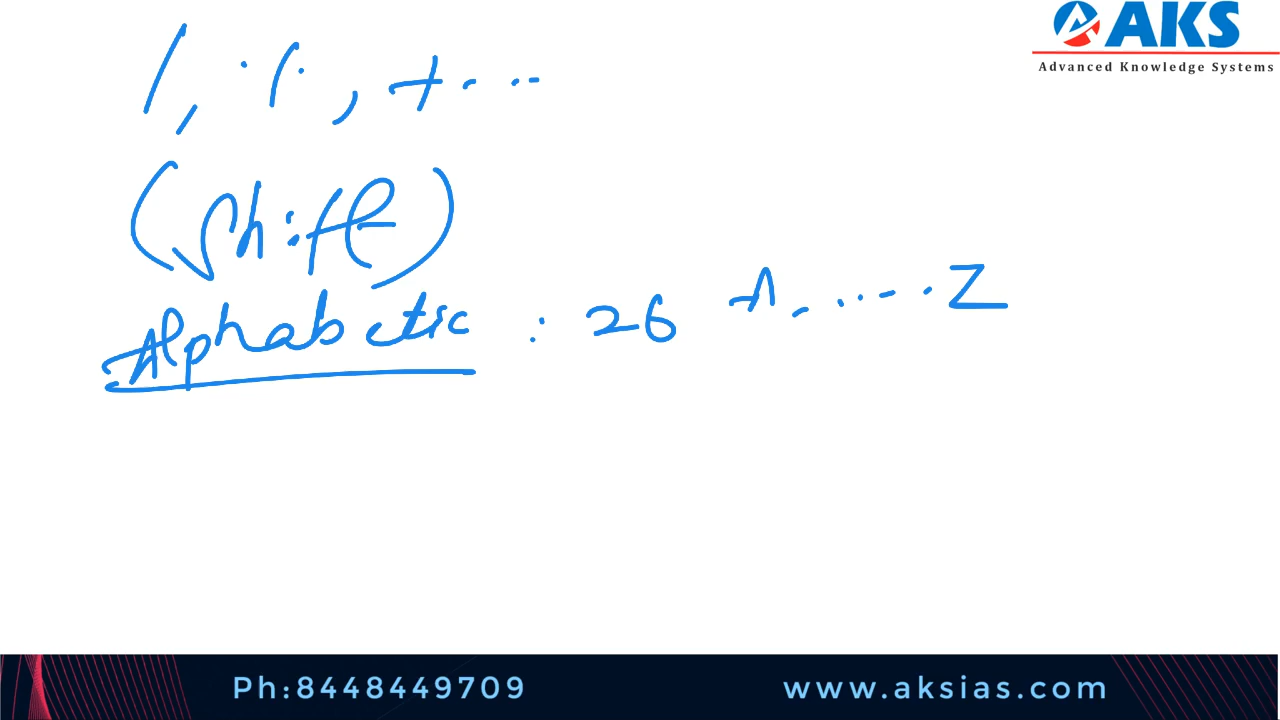 AKS
Advanced Knowledge Systems
/, %, +.---
(Shift)
Alphabetic : 26 A, ..--.. Z
Ph:8448449709
www.aksias.com